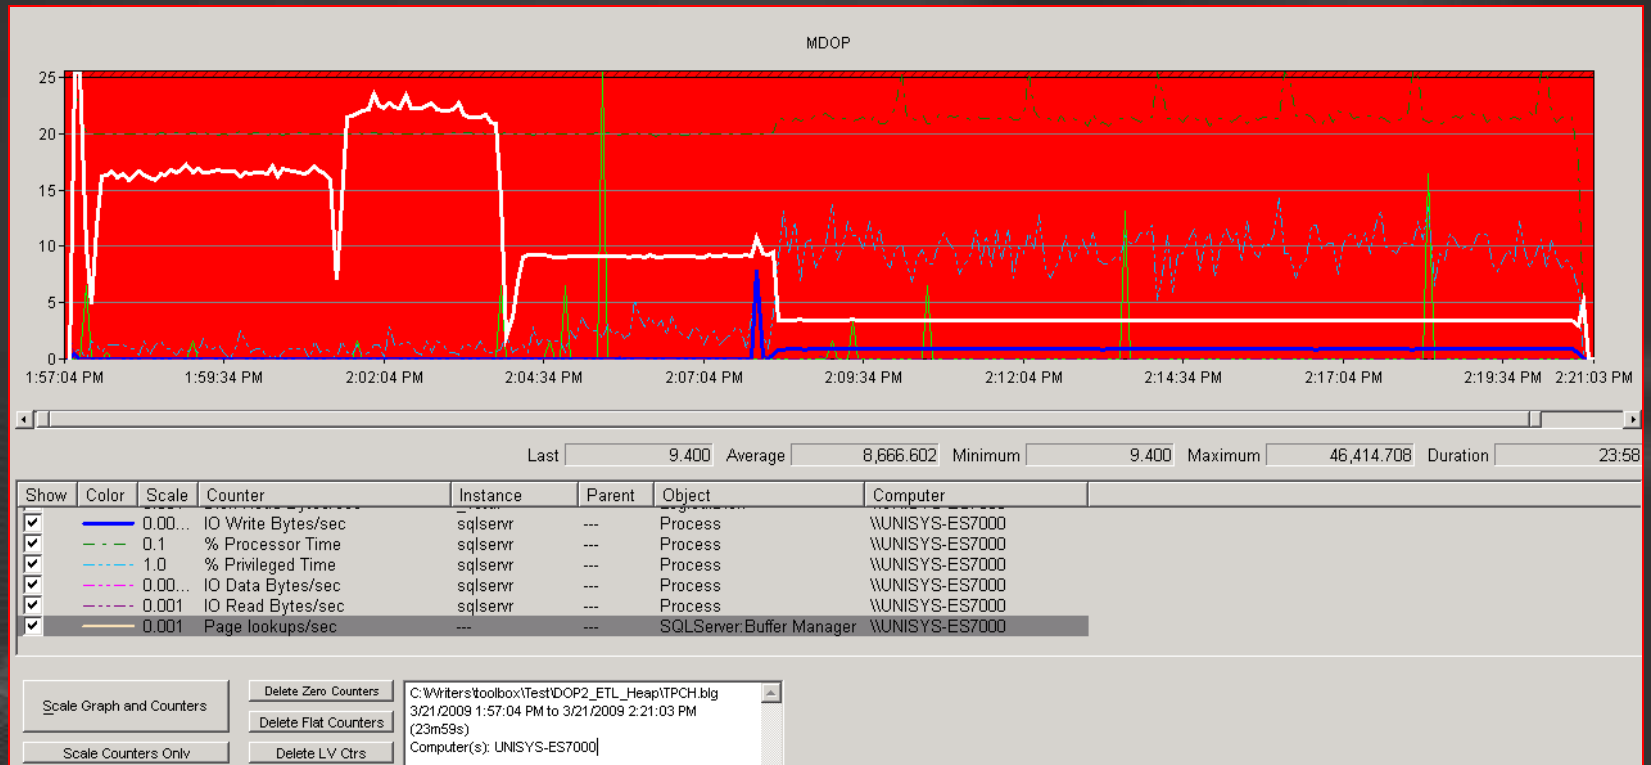 MDOP
25
20
15
10
5
0
1:57:04 PM 1:59:34 PM 2:02:04 PM 2:04:34 PM 2:07:04 PM 2:09:34 PM 2:12:04 PM 2:14:34 PM 2:17:04 PM 2:19:34 PM 2:21:03 PM
Last 9.400 Average 8,666.602 Minimum 9.400 Maximum 46,414.708 Duration 23:58
Show Color Scale Counter Instance Parent Object Computer
0.00... IO Write Bytes/sec sqlservr --- Process \\UNISYS-ES7000
0.1 % Processor Time sqlservr --- Process \\UNISYS-ES7000
1.0 % Privileged Time sqlservr --- Process \\UNISYS-ES7000
0.00... IO Data Bytes/sec sqlservr --- Process \\UNISYS-ES7000
0.001 IO Read Bytes/sec sqlservr --- Process \\UNISYS-ES7000
0.001 Page lookups/sec --- --- SQLServer:Buffer Manager \\UNISYS-ES7000
Scale Graph and Counters
Scale Counters Only
Delete Zero Counters
Delete Flat Counters
Delete LV Ctrs
C:\Writers\toolbox\Test\DOP2_ETL_Heap\TPCH.blg
3/21/2009 1:57:04 PM to 3/21/2009 2:21:03 PM
(23m59s)
Computer(s): UNISYS-ES7000